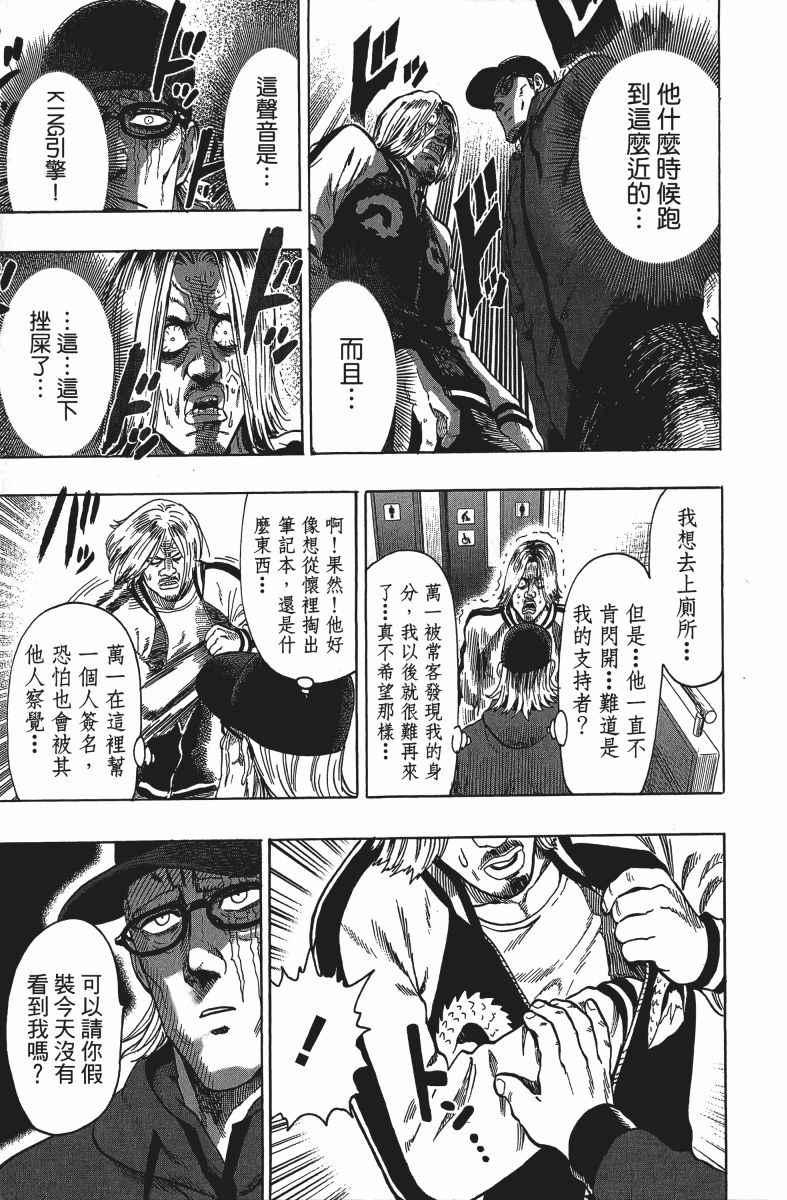 他什麼時候跑
到這麼近的…
而且…
這聲音是…
KING引擎！
…這…這下
挫屎了…
我想去上廁所…
但是…他一直不
肯閃開…難道是
我的支持者？
萬一被常客發現我的身
分，我以後就很難再來
了…真不希望那樣…
啊！果然！他好
像想從懷裡掏出
筆記本，還是什
麼東西…
萬一在這裡幫
一個人簽名，
恐怕也會被其
他人察覺…
可以請你假
裝今天沒有
看到我嗎？